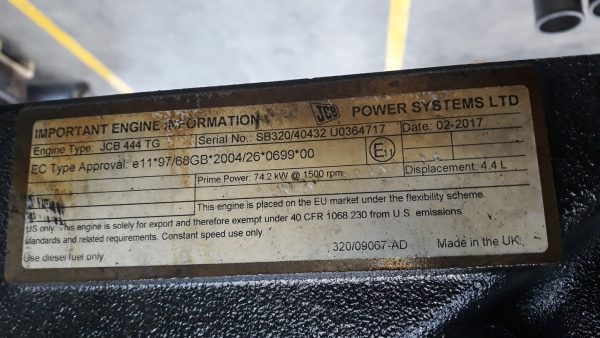 IMPORTANT ENGINE INFORMATION JCB POWER SYSTEMS LTD
Engine Type: JCB 444 TG Serial No.: SB320/40432 U0364717 Date: 02-2017
EC Type Approval: e11*97/68GB*2004/26*0699*00 E11 Displacement: 4.4 L
Prime Power: 74.2 kW @ 1500 rpm
This engine is placed on the EU market under the flexibility scheme.
US only: This engine is solely for export and therefore exempt under 40 CFR 1068 230 from U.S. emissions
standards and related requirements. Constant speed use only.
Use diesel fuel only. 320/09067-AD Made in the UK.